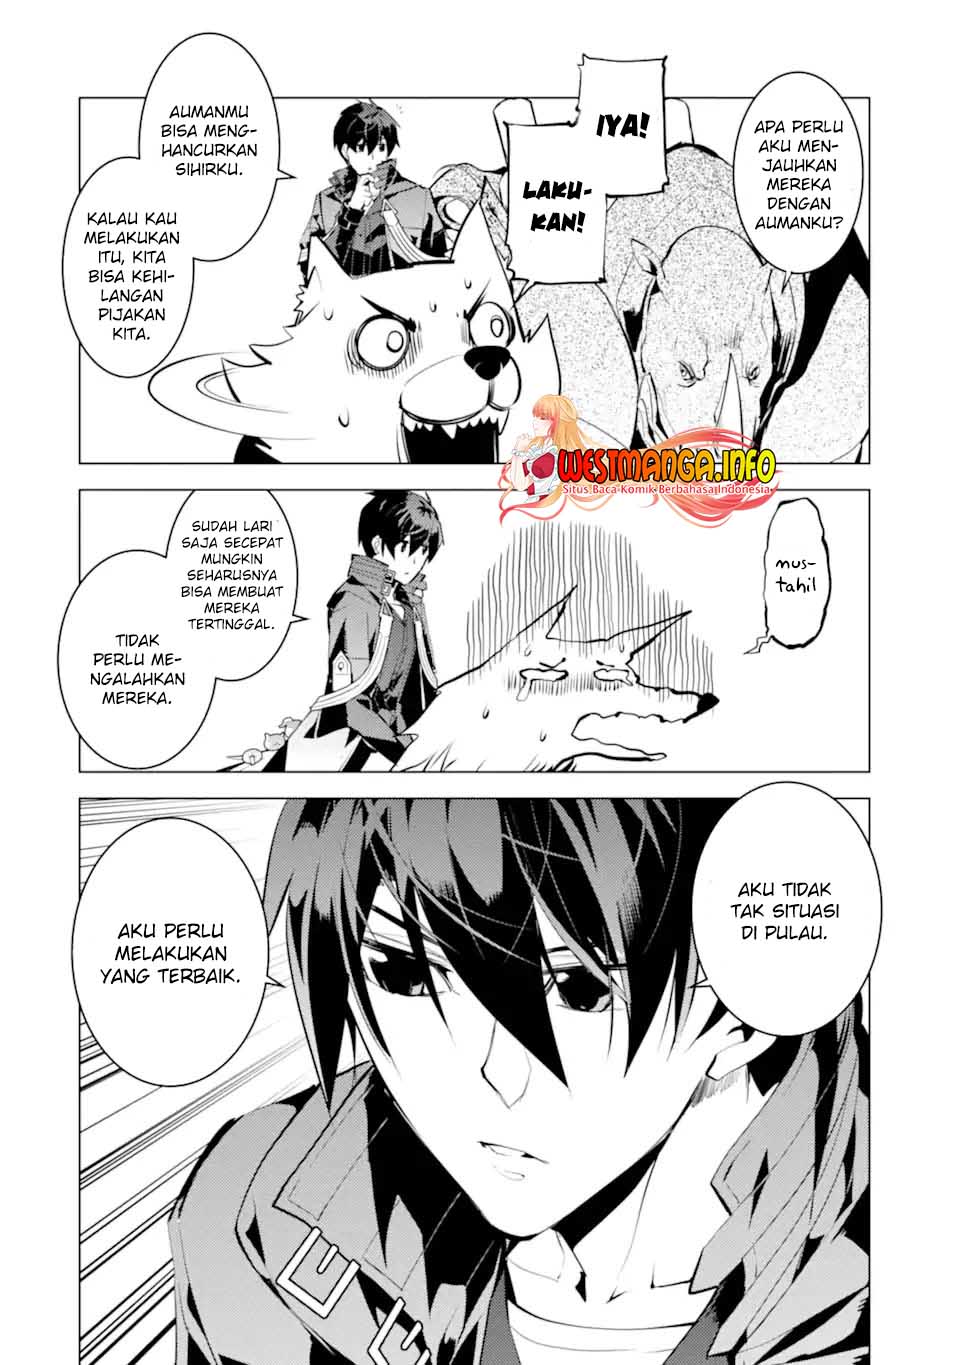 APA PERLU
AKU MEN-
JAUHKAN
MEREKA
DENGAN
AUMANKU?
IYA!
LAKU-
KAN!
AUMANMU
BISA MENG-
HANCURKAN
SIHIRKU.
KALAU KAU
MELAKUKAN
ITU, KITA
BISA KEHI-
LANGAN
PIJAKAN
KITA.
WESTMANGA.INFO
Situs Baca Komik Berbahasa Indonesia
mus-
tahil
SUDAH LARI
SAJA SECEPAT
MUNGKIN
SEHARUSNYA
BISA MEMBUAT
MEREKA
TERTINGGAL.
TIDAK
PERLU ME-
NGALAHKAN
MEREKA.
AKU TIDAK
TAK SITUASI
DI PULAU.
AKU PERLU
MELAKUKAN
YANG TERBAIK.